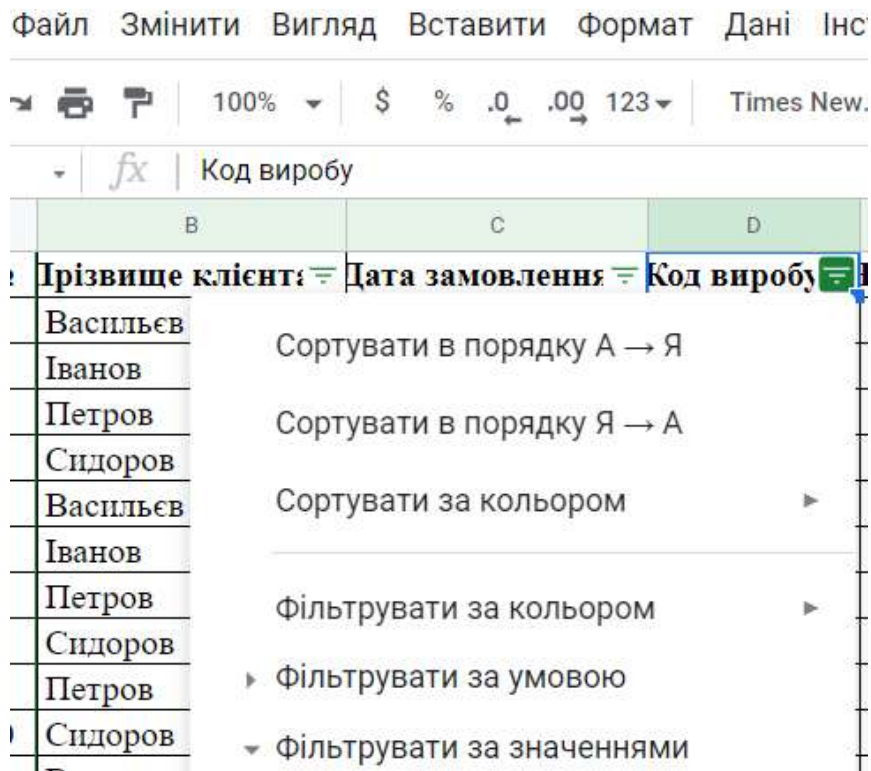 Файл Змінити Вигляд Вставити Формат Дані Інс
100% $ % .0 .00 123 Times New.
fx Код виробу
B C D
Прізвище клієнта Дата замовлення Код виробу
Васильєв
Сортувати в порядку А → Я
Іванов
Петров
Сортувати в порядку Я → А
Сидоров
Васильєв
Сортувати за кольором
Іванов
Петров
Фільтрувати за кольором
Сидоров
Петров
Фільтрувати за умовою
Сидоров
Фільтрувати за значеннями